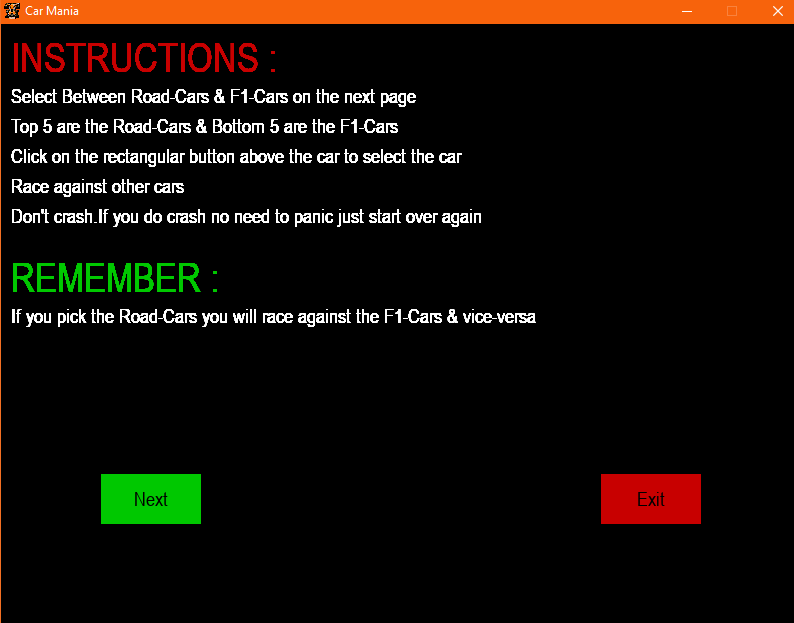 Car Mania
INSTRUCTIONS :
Select Between Road-Cars & F1-Cars on the next page
Top 5 are the Road-Cars & Bottom 5 are the F1-Cars
Click on the rectangular button above the car to select the car
Race against other cars
Don't crash.If you do crash no need to panic just start over again
REMEMBER :
If you pick the Road-Cars you will race against the F1-Cars & vice-versa
Next
Exit